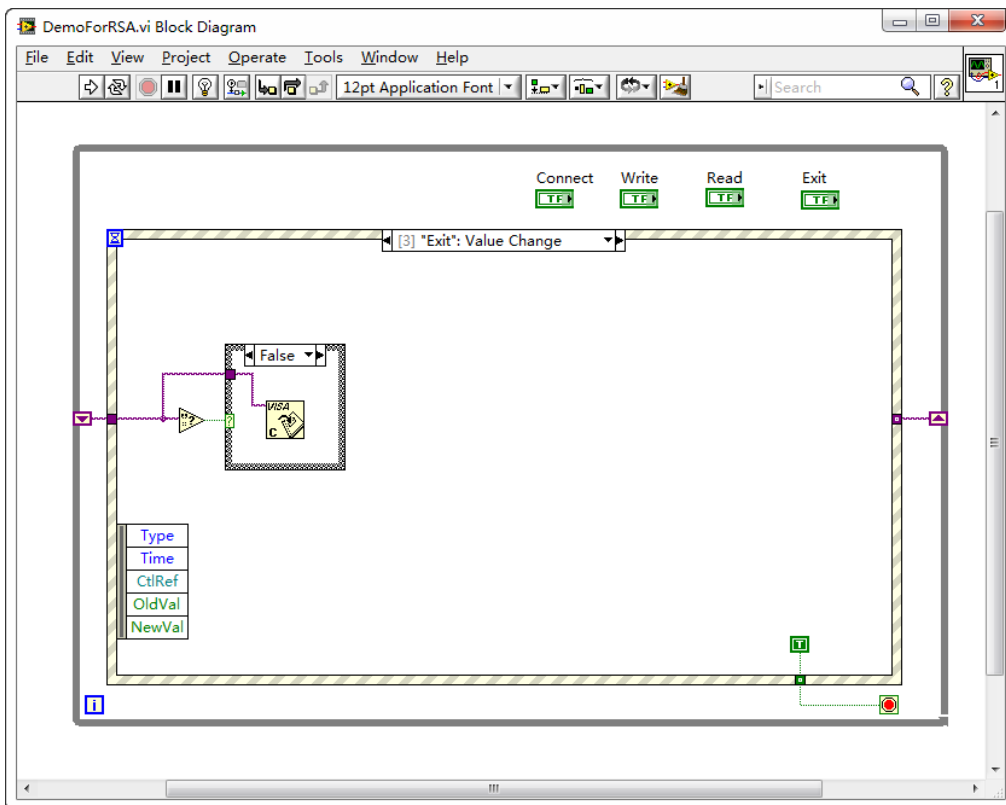 DemoForRSA.vi Block Diagram
File Edit View Project Operate Tools Window Help
12pt Application Font
Search
?
1
Connect Write Read Exit
TF TF TF TF
[3] "Exit": Value Change
False
?
?
VISA
C
Type
Time
CtlRef
OldVal
NewVal
T
i